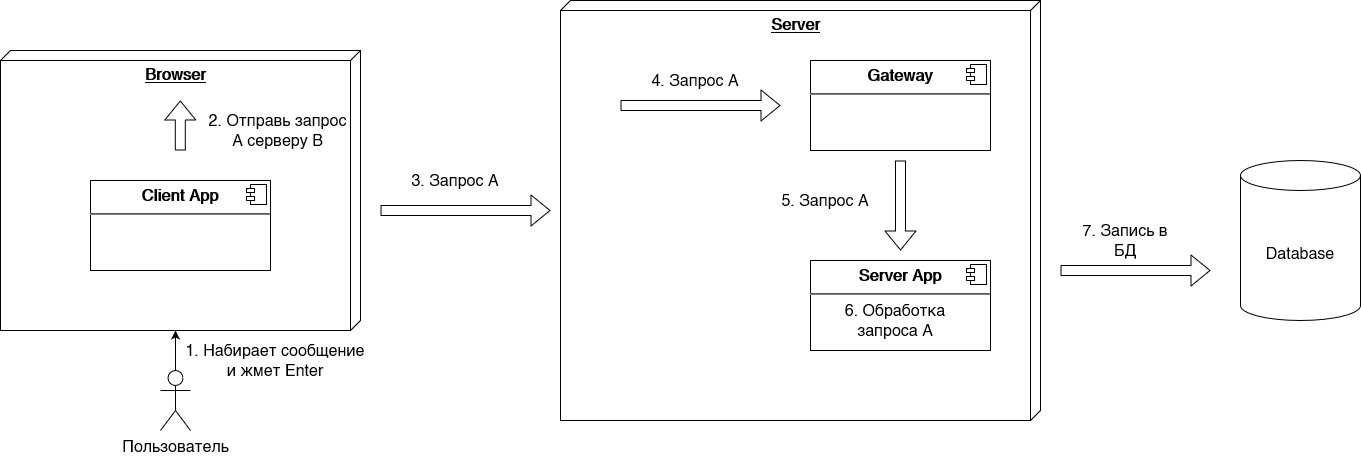 Browser
2. Отправь запрос
А серверу B
Client App
1. Набирает сообщение
и жмет Enter
Пользователь
3. Запрос А
Server
4. Запрос А
Gateway
5. Запрос А
Server App
6. Обработка
запроса А
7. Запись в
БД
Database